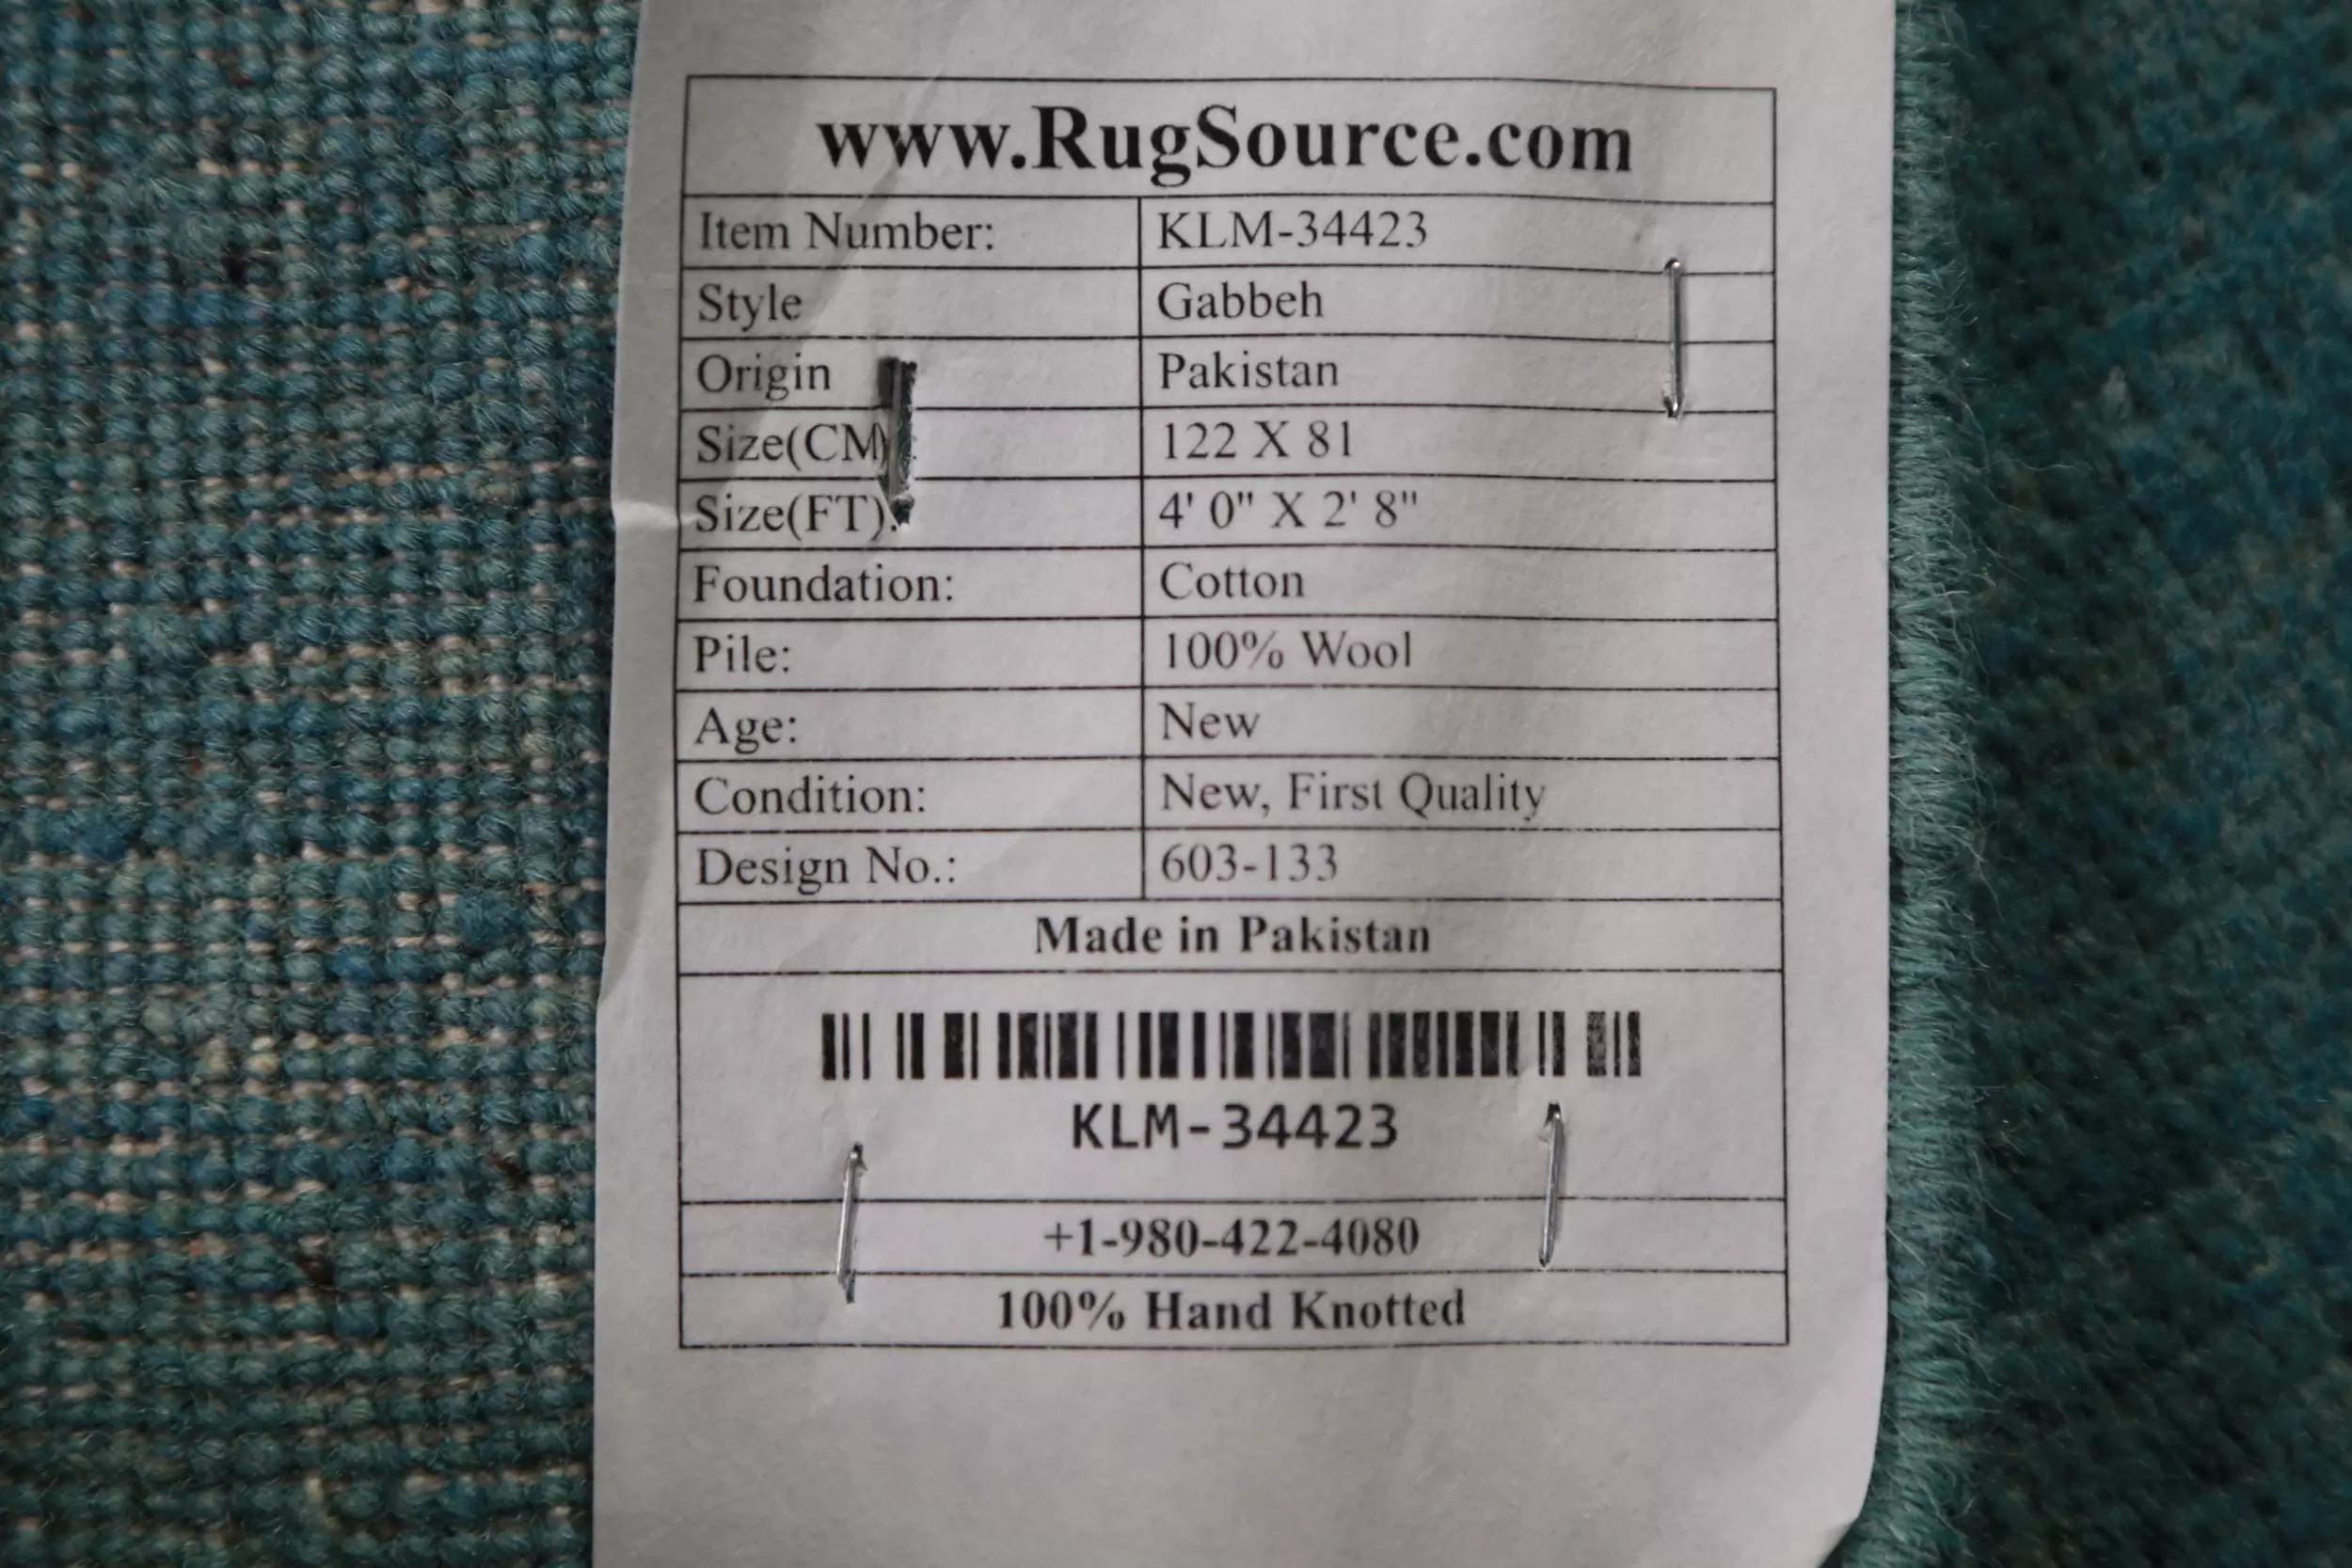 www.RugSource.com
Item Number: KLM-34423
Style Gabbeh
Origin Pakistan
Size(CM) 122 X 81
Size(FT): 4' 0" X 2' 8"
Foundation: Cotton
Pile: 100% Wool
Age: New
Condition: New, First Quality
Design No.: 603-133
Made in Pakistan
KLM-34423
+1-980-422-4080
100% Hand Knotted